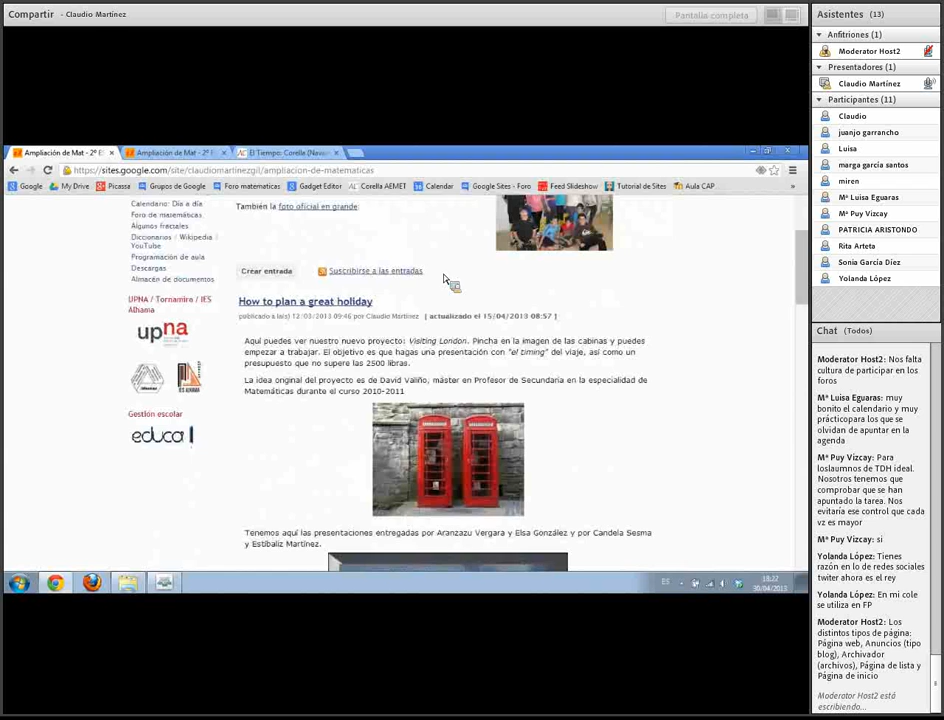 Compartir - Claudio Martínez
Pantalla completa
Ampliación de Mat - 2º E
Ampliación de Mat - 2º E
El Tiempo: Corella (Nava
https://sites.google.com/site/claudiomartinezgil/ampliacion-de-matematicas
Google
My Drive
Picassa
Grupos de Google
Foro matematicas
Gadget Editor
Corella AEMET
Calendar
Google Sites - Foro
Feed Slideshow
Tutorial de Sites
Aula CAP
Calendario: Día a día
Foro de matemáticas
Algunos fractales
Diccionarios | Wikipedia |
YouTube
Programación de aula
Descargas
Almacén de documentos
UPNA / Tornamira / IES
Alhama
upna
IES ALHAMA
Gestión escolar
educa
También la foto oficial en grande.
Crear entrada
Suscribirse a las entradas
How to plan a great holiday
publicado a la(s) 12/03/2013 09:46 por Claudio Martínez [ actualizado el 15/04/2013 08:57 ]
Aquí puedes ver nuestro nuevo proyecto: Visiting London. Pincha en la imagen de las cabinas y puedes
empezar a trabajar. El objetivo es que hagas una presentación con "el timing" del viaje, así como un
presupuesto que no supere las 2500 libras.
La idea original del proyecto es de David Valiño, máster en Profesor de Secundaria en la especialidad de
Matemáticas durante el curso 2010-2011
Tenemos aquí las presentaciones entregadas por Aranzazu Vergara y Elsa González y por Candela Sesma
y Estíbaliz Martínez.
ES
18:22
30/04/2013
Asistentes (13)
Anfitriones (1)
Moderator Host2
Presentadores (1)
Claudio Martínez
Participantes (11)
Claudio
juanjo garrancho
Luisa
marga garcía santos
miren
Mª Luisa Eguaras
Mª Puy Vizcay
PATRICIA ARISTONDO
Rita Arteta
Sonia García Díez
Yolanda López
Chat (Todos)
Moderator Host2: Nos falta
cultura de participar en los
foros
Mª Luisa Eguaras: muy
bonito el calendario y muy
prácticopara los que se
olvidan de apuntar en la
agenda
Mª Puy Vizcay: Para
loslaumnos de TDH ideal.
Nosotros tenemos que
comprobar que se han
apuntado la tarea. Nos
evitaría ese control que cada
vz es mayor
Mª Puy Vizcay: si
Yolanda López: Tienes
razón en lo de redes sociales
twiter ahora es el rey
Yolanda López: En mi cole
se utiliza en FP
Moderator Host2: Los
distintos tipos de página:
Página web, Anuncios (tipo
blog), Archivador
(archivos), Página de lista y
Página de inicio
Moderator Host2 está
escribiendo...